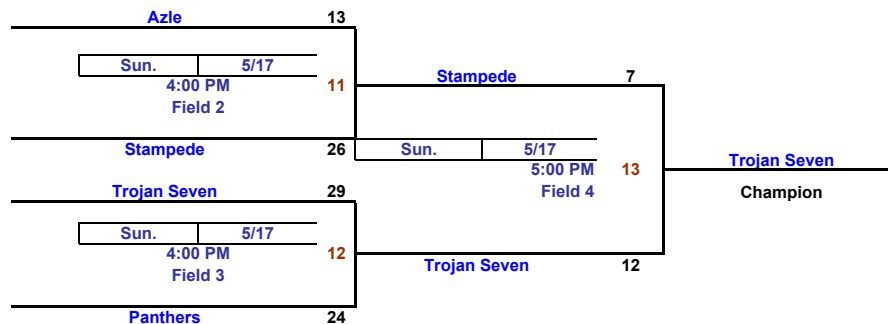 Azle 13
Sun. 5/17
4:00 PM 11 Stampede 7
Field 2
Stampede 26 Sun. 5/17
5:00 PM 13 Trojan Seven
Trojan Seven 29 Field 4 Champion
Sun. 5/17
4:00 PM 12 Trojan Seven 12
Field 3
Panthers 24